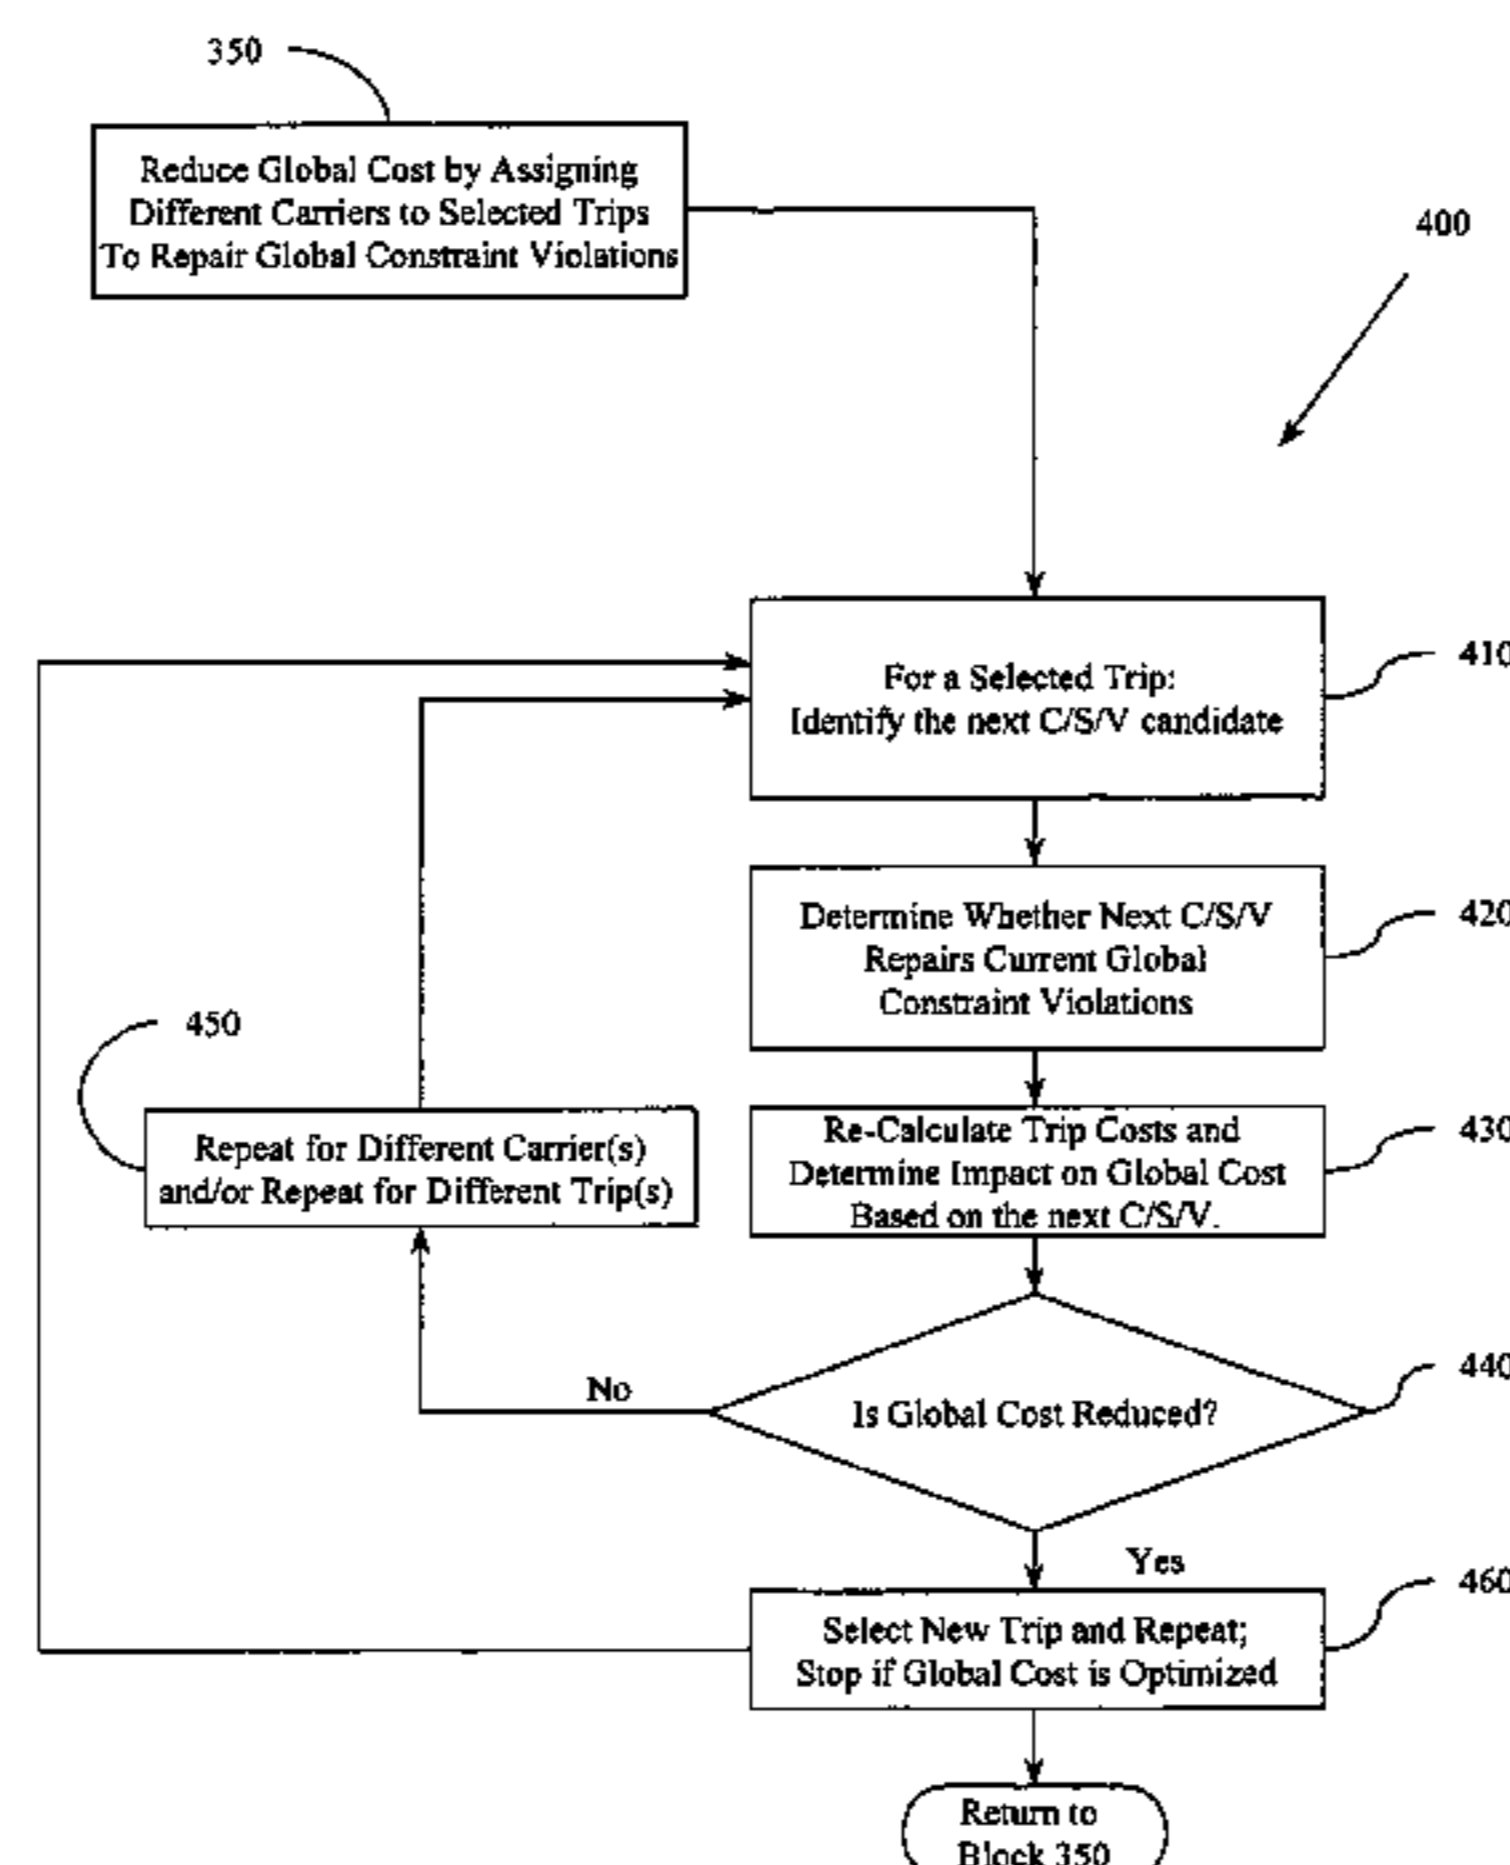 350
Reduce Global Cost by Assigning
Different Carriers to Selected Trips
To Repair Global Constraint Violations
400
For a Selected Trip:
Identify the next C/S/V candidate
410
Determine Whether Next C/S/V
Repairs Current Global
Constraint Violations
420
450
Repeat for Different Carrier(s)
and/or Repeat for Different Trip(s)
Re-Calculate Trip Costs and
Determine Impact on Global Cost
Based on the next C/S/V.
430
No
Is Global Cost Reduced?
440
Yes
Select New Trip and Repeat;
Stop if Global Cost is Optimized
460
Return to
Block 350